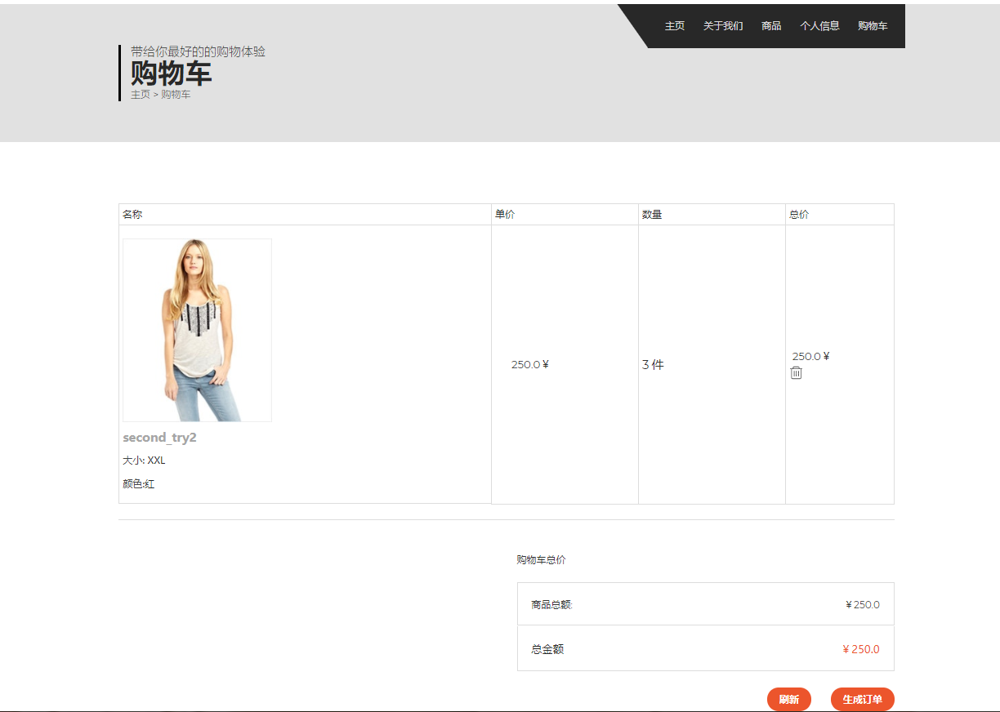 主页 关于我们 商品 个人信息 购物车
带给你最好的的购物体验
购物车
主页 > 购物车
名称 单价 数量 总价
250.0 ¥ 3 件 250.0 ¥
second_try2
大小: XXL
颜色:红
购物车总价
商品总额: ¥ 250.0
总金额 ¥ 250.0
刷新 生成订单